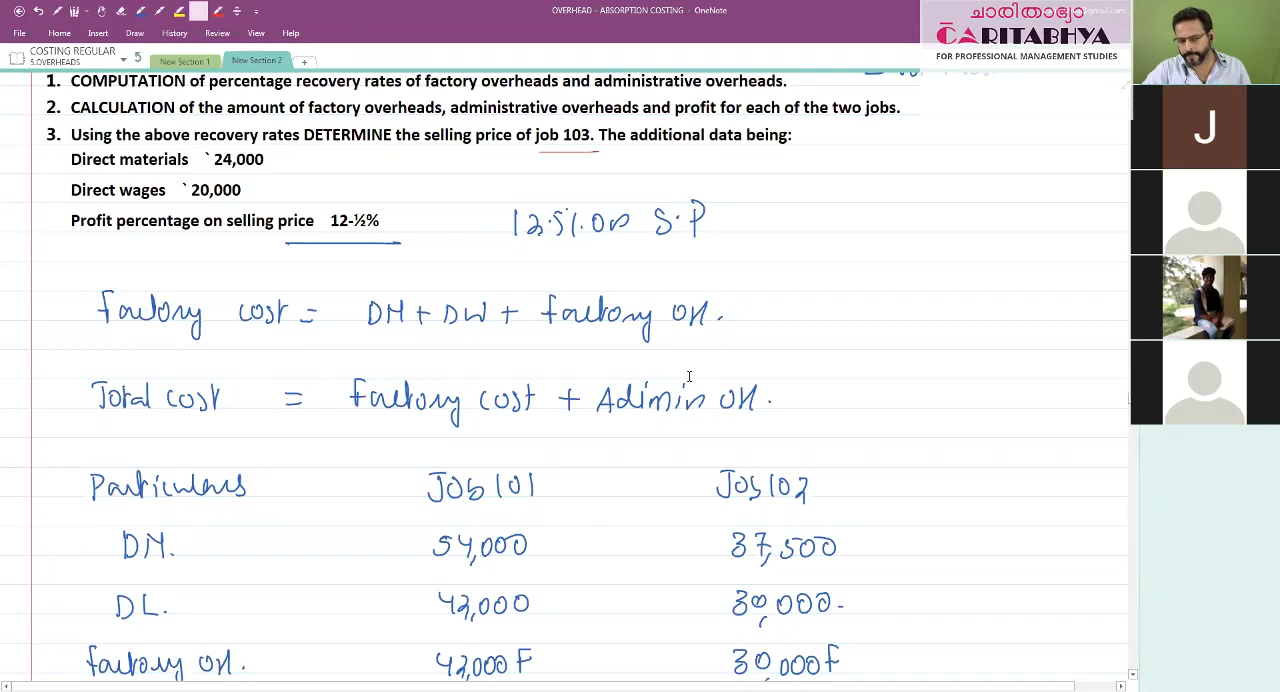 OVERHEAD – ABSORPTION COSTING - OneNote
File Home Insert Draw History Review View Help
COSTING REGULAR
5.OVERHEADS
5
New Section 1 New Section 2 +
ചാരിതാഭ്യാ
CARITABHYA
FOR PROFESSIONAL MANAGEMENT STUDIES
gmail.com
J
1. COMPUTATION of percentage recovery rates of factory overheads and administrative overheads.
2. CALCULATION of the amount of factory overheads, administrative overheads and profit for each of the two jobs.
3. Using the above recovery rates DETERMINE the selling price of job 103. The additional data being:
Direct materials ` 24,000
Direct wages ` 20,000
Profit percentage on selling price 12-½%
12.5% on S.P
Factory cost = DM + DW + factory OH.
Total cost = factory cost + Admin OH.
Particulars Job 101 Job 102
DM. 54,000 37,500
DL. 42,000 30,000
factory OH. 42,000 F 30,000 F